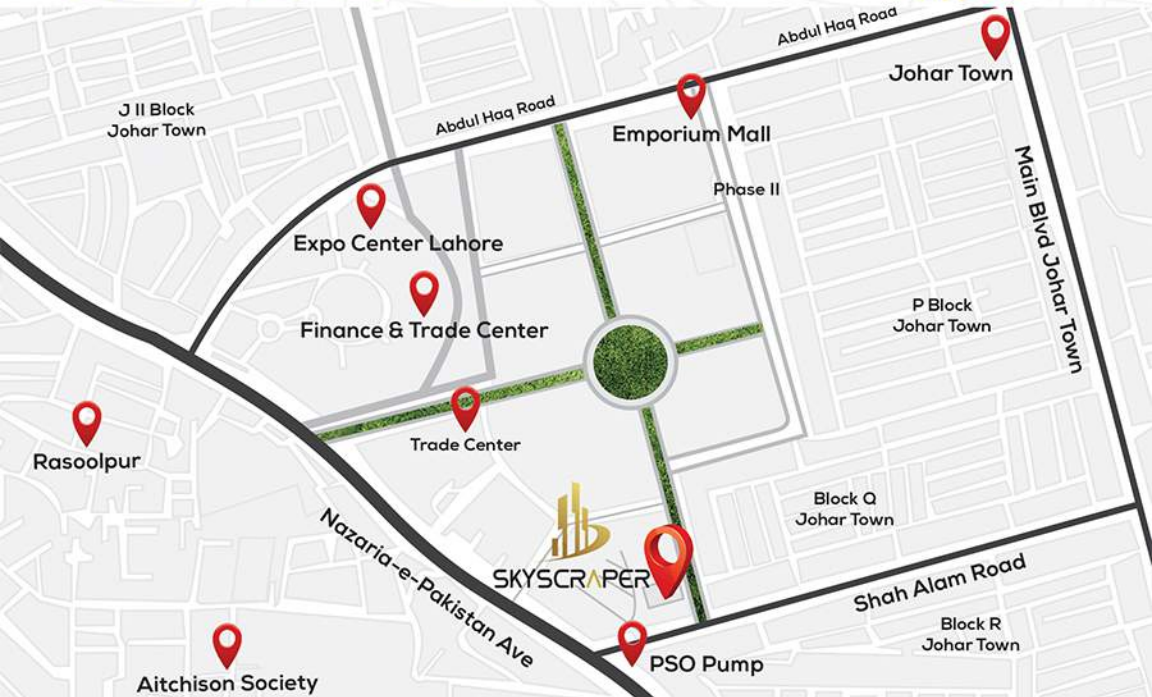 Abdul Haq Road
Johar Town
J II Block
Johar Town
Abdul Haq Road
Emporium Mall
Phase II
Main Blvd Johar Town
Expo Center Lahore
Finance & Trade Center
P Block
Johar Town
Trade Center
Rasoolpur
Block Q
Johar Town
Nazaria-e-Pakistan Ave
SKYSCRAPER
Shah Alam Road
Block R
Johar Town
PSO Pump
Aitchison Society